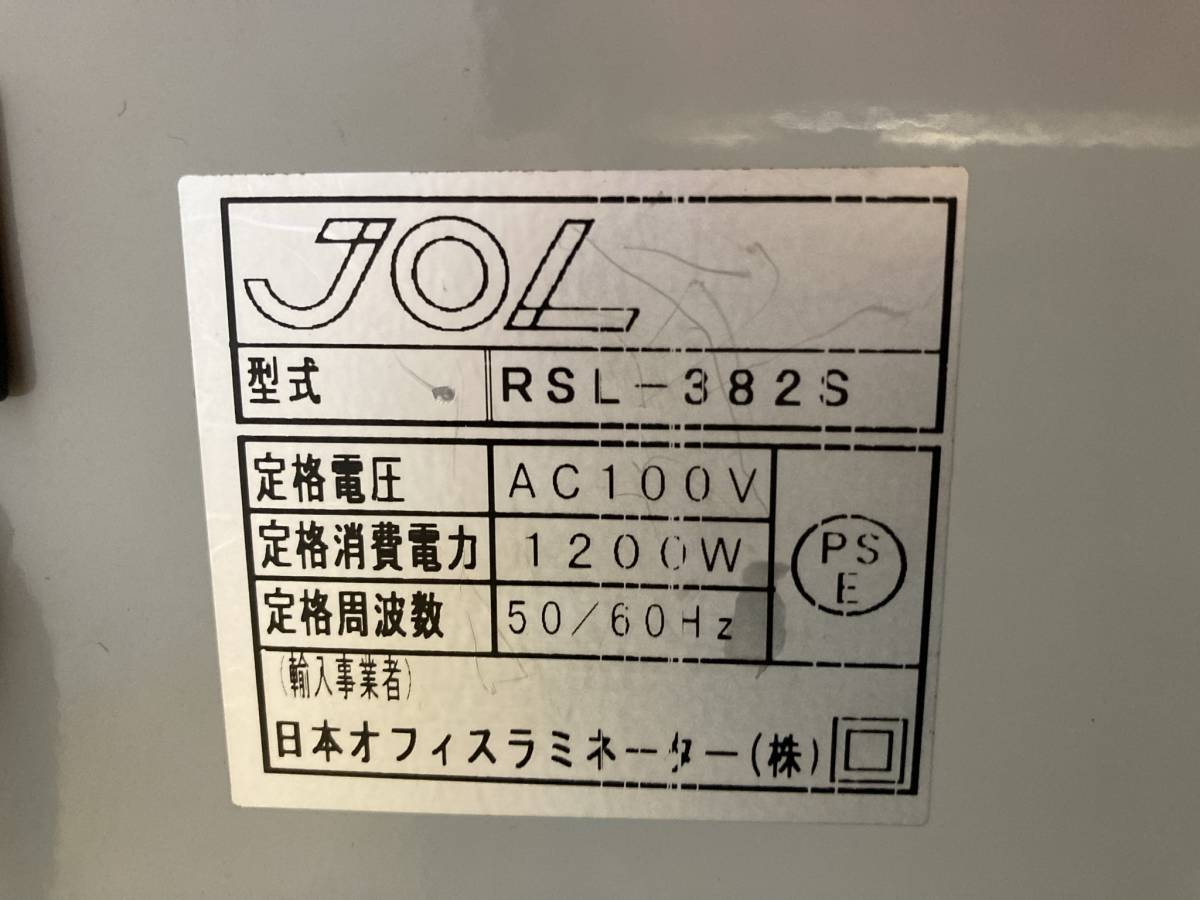 JOL
型式 RSL-382S
定格電圧 AC100V
定格消費電力 1200W
定格周波数 50/60Hz
PS
E
(輸入事業者)
日本オフィスラミネーター(株)